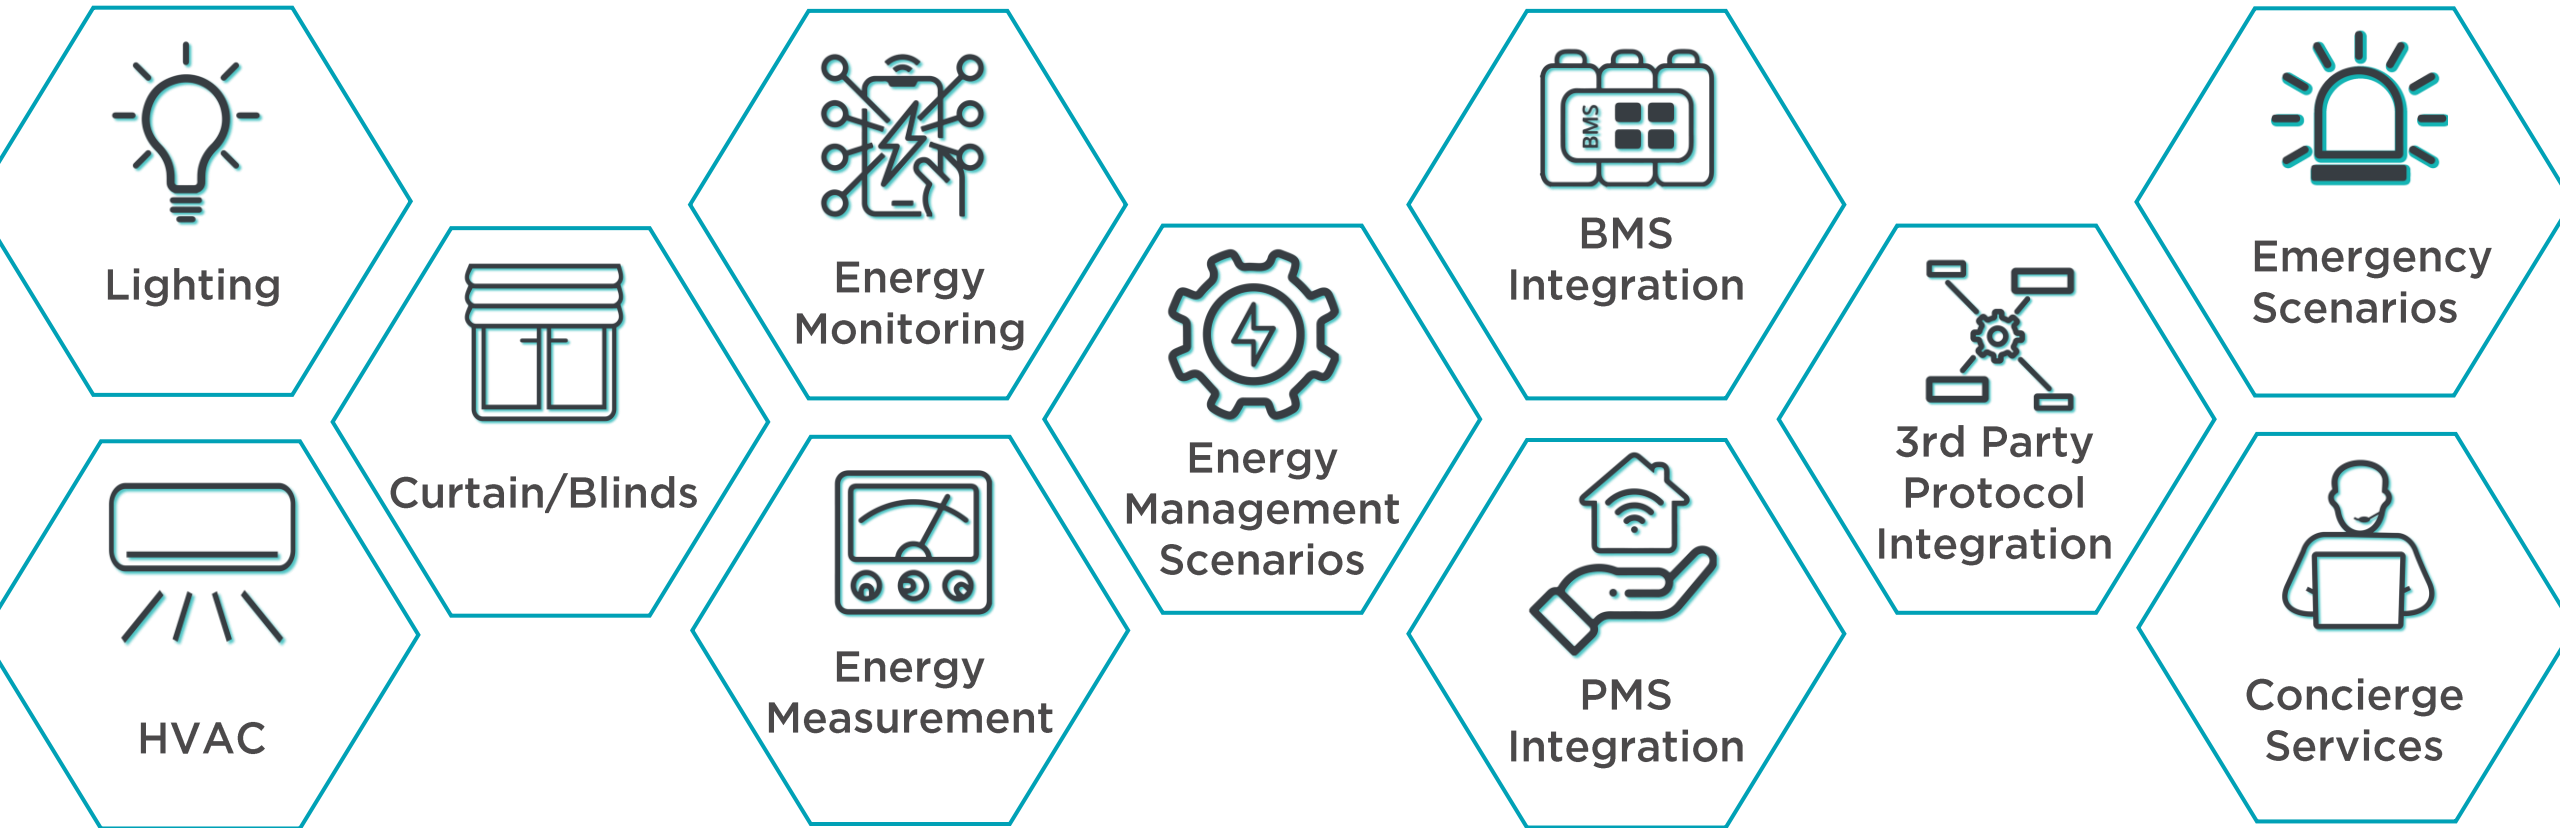 Lighting
HVAC
Curtain/Blinds
Energy
Monitoring
Energy
Measurement
Energy
Management
Scenarios
BMS
BMS
Integration
PMS
Integration
3rd Party
Protocol
Integration
Emergency
Scenarios
Concierge
Services